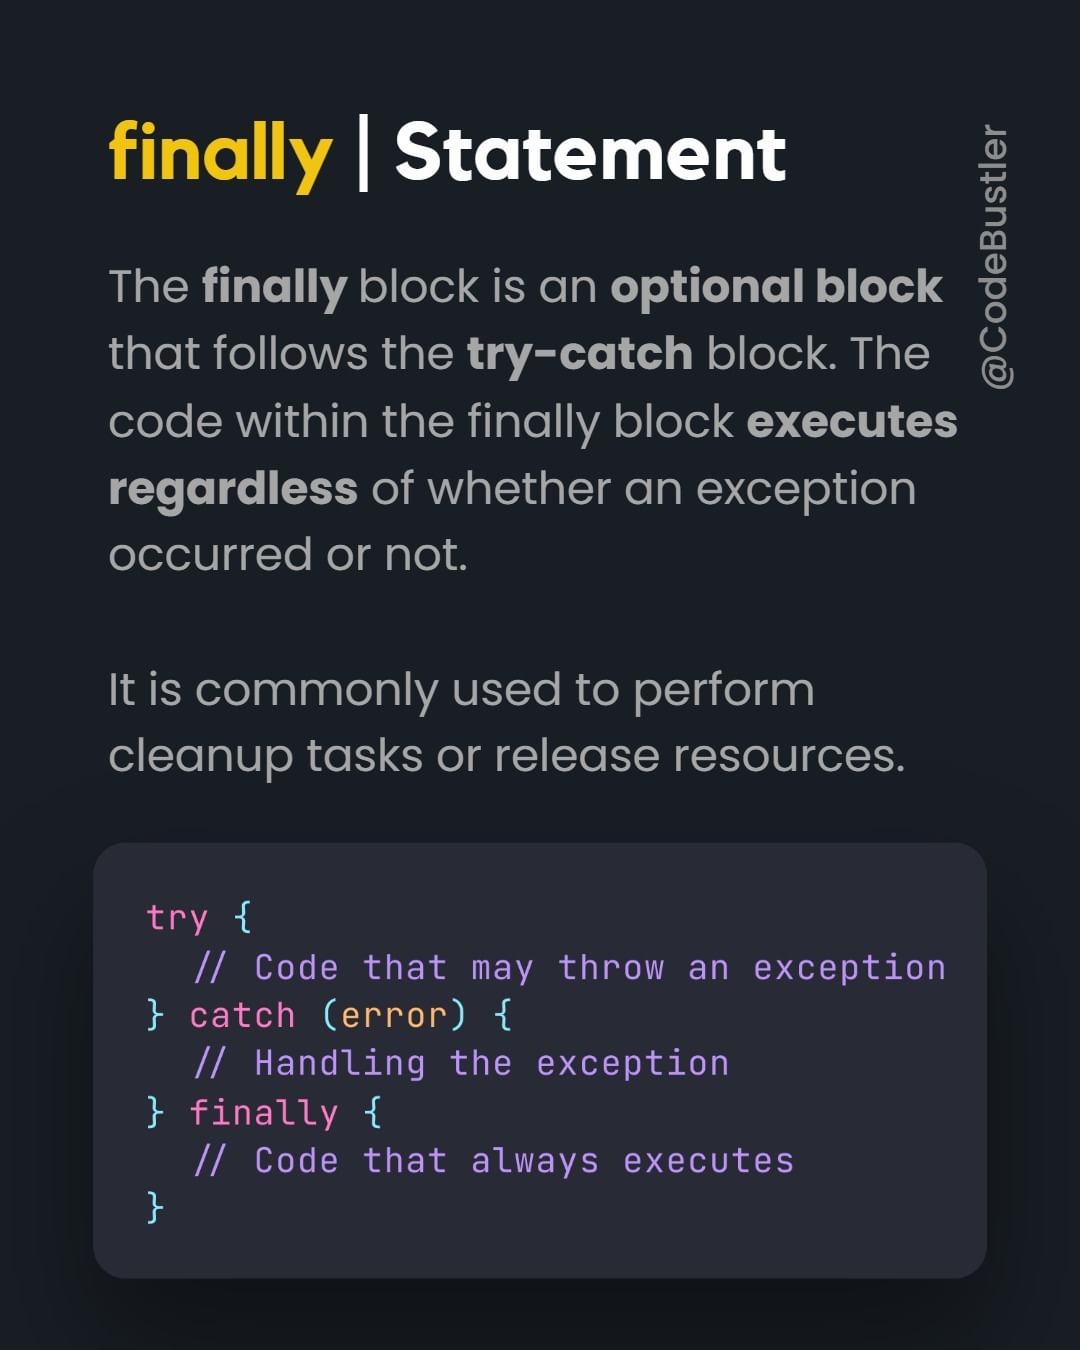 finally | Statement
@CodeBustler
The finally block is an optional block
that follows the try-catch block. The
code within the finally block executes
regardless of whether an exception
occurred or not.
It is commonly used to perform
cleanup tasks or release resources.
try {
// Code that may throw an exception
} catch (error) {
// Handling the exception
} finally {
// Code that always executes
}